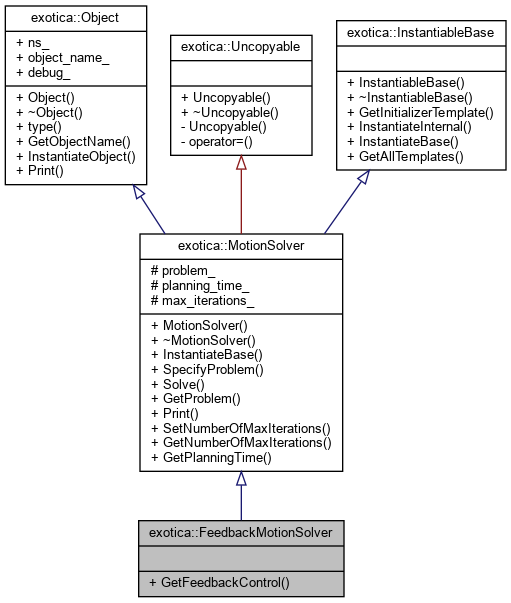 exotica::Object
+ ns_
+ object_name_
+ debug_
+ Object()
+ ~Object()
+ type()
+ GetObjectName()
+ InstantiateObject()
+ Print()
exotica::Uncopyable
+ Uncopyable()
+ ~Uncopyable()
- Uncopyable()
- operator=()
exotica::InstantiableBase
+ InstantiableBase()
+ ~InstantiableBase()
+ GetInitializerTemplate()
+ InstantiateInternal()
+ InstantiateBase()
+ GetAllTemplates()
exotica::MotionSolver
# problem_
# planning_time_
# max_iterations_
+ MotionSolver()
+ ~MotionSolver()
+ InstantiateBase()
+ SpecifyProblem()
+ Solve()
+ GetProblem()
+ Print()
+ SetNumberOfMaxIterations()
+ GetNumberOfMaxIterations()
+ GetPlanningTime()
exotica::FeedbackMotionSolver
+ GetFeedbackControl()